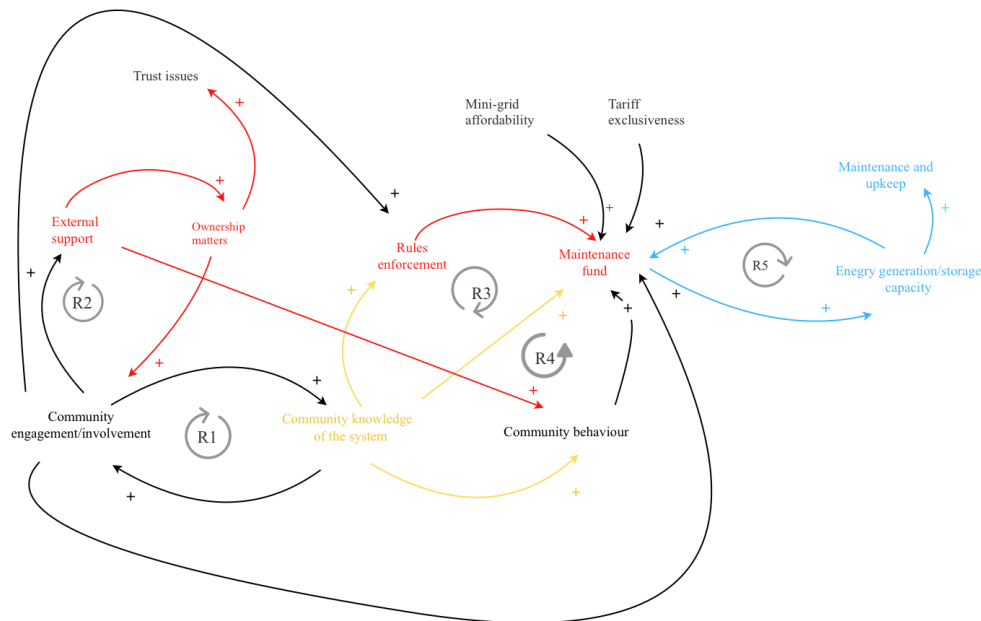 Trust issues
Mini-grid
affordability
Tariff
exclusiveness
+
+
Maintenance and
upkeep
+
+
+
External
support
Ownership
matters
+
+
+
+
Rules
enforcement
Maintenance
fund
+
R5
Enegry generation/storage
capacity
+
R2
R3
+
+
+
+
+
R4
+
+
+
Community
engagement/involvement
R1
Community knowledge
of the system
Community behaviour
+
+